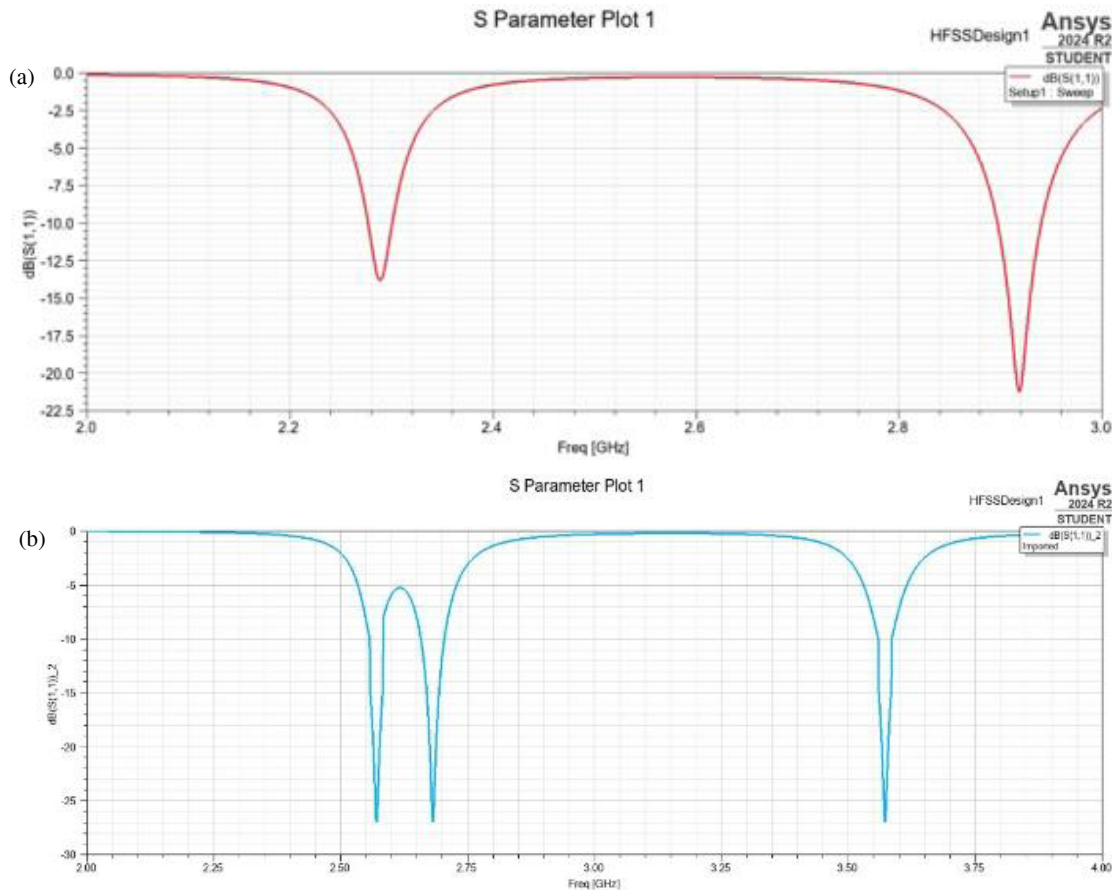 S Parameter Plot 1
HFSSDesign1
Ansys
2024 R2
STUDENT
(a)
dB(S(1,1))
Setup1 : Sweep
0.0
-2.5
-5.0
-7.5
-10.0
-12.5
-15.0
-17.5
-20.0
-22.5
dB(S(1,1))
2.0 2.2 2.4 2.6 2.8 3.0
Freq [GHz]
S Parameter Plot 1
HFSSDesign1
Ansys
2024 R2
STUDENT
(b)
dB(S(1,1))_2
Imported
0
-5
-10
-15
-20
-25
-30
dB(S(1,1))_2
2.00 2.25 2.50 2.75 3.00 3.25 3.50 3.75 4.00
Freq [GHz]